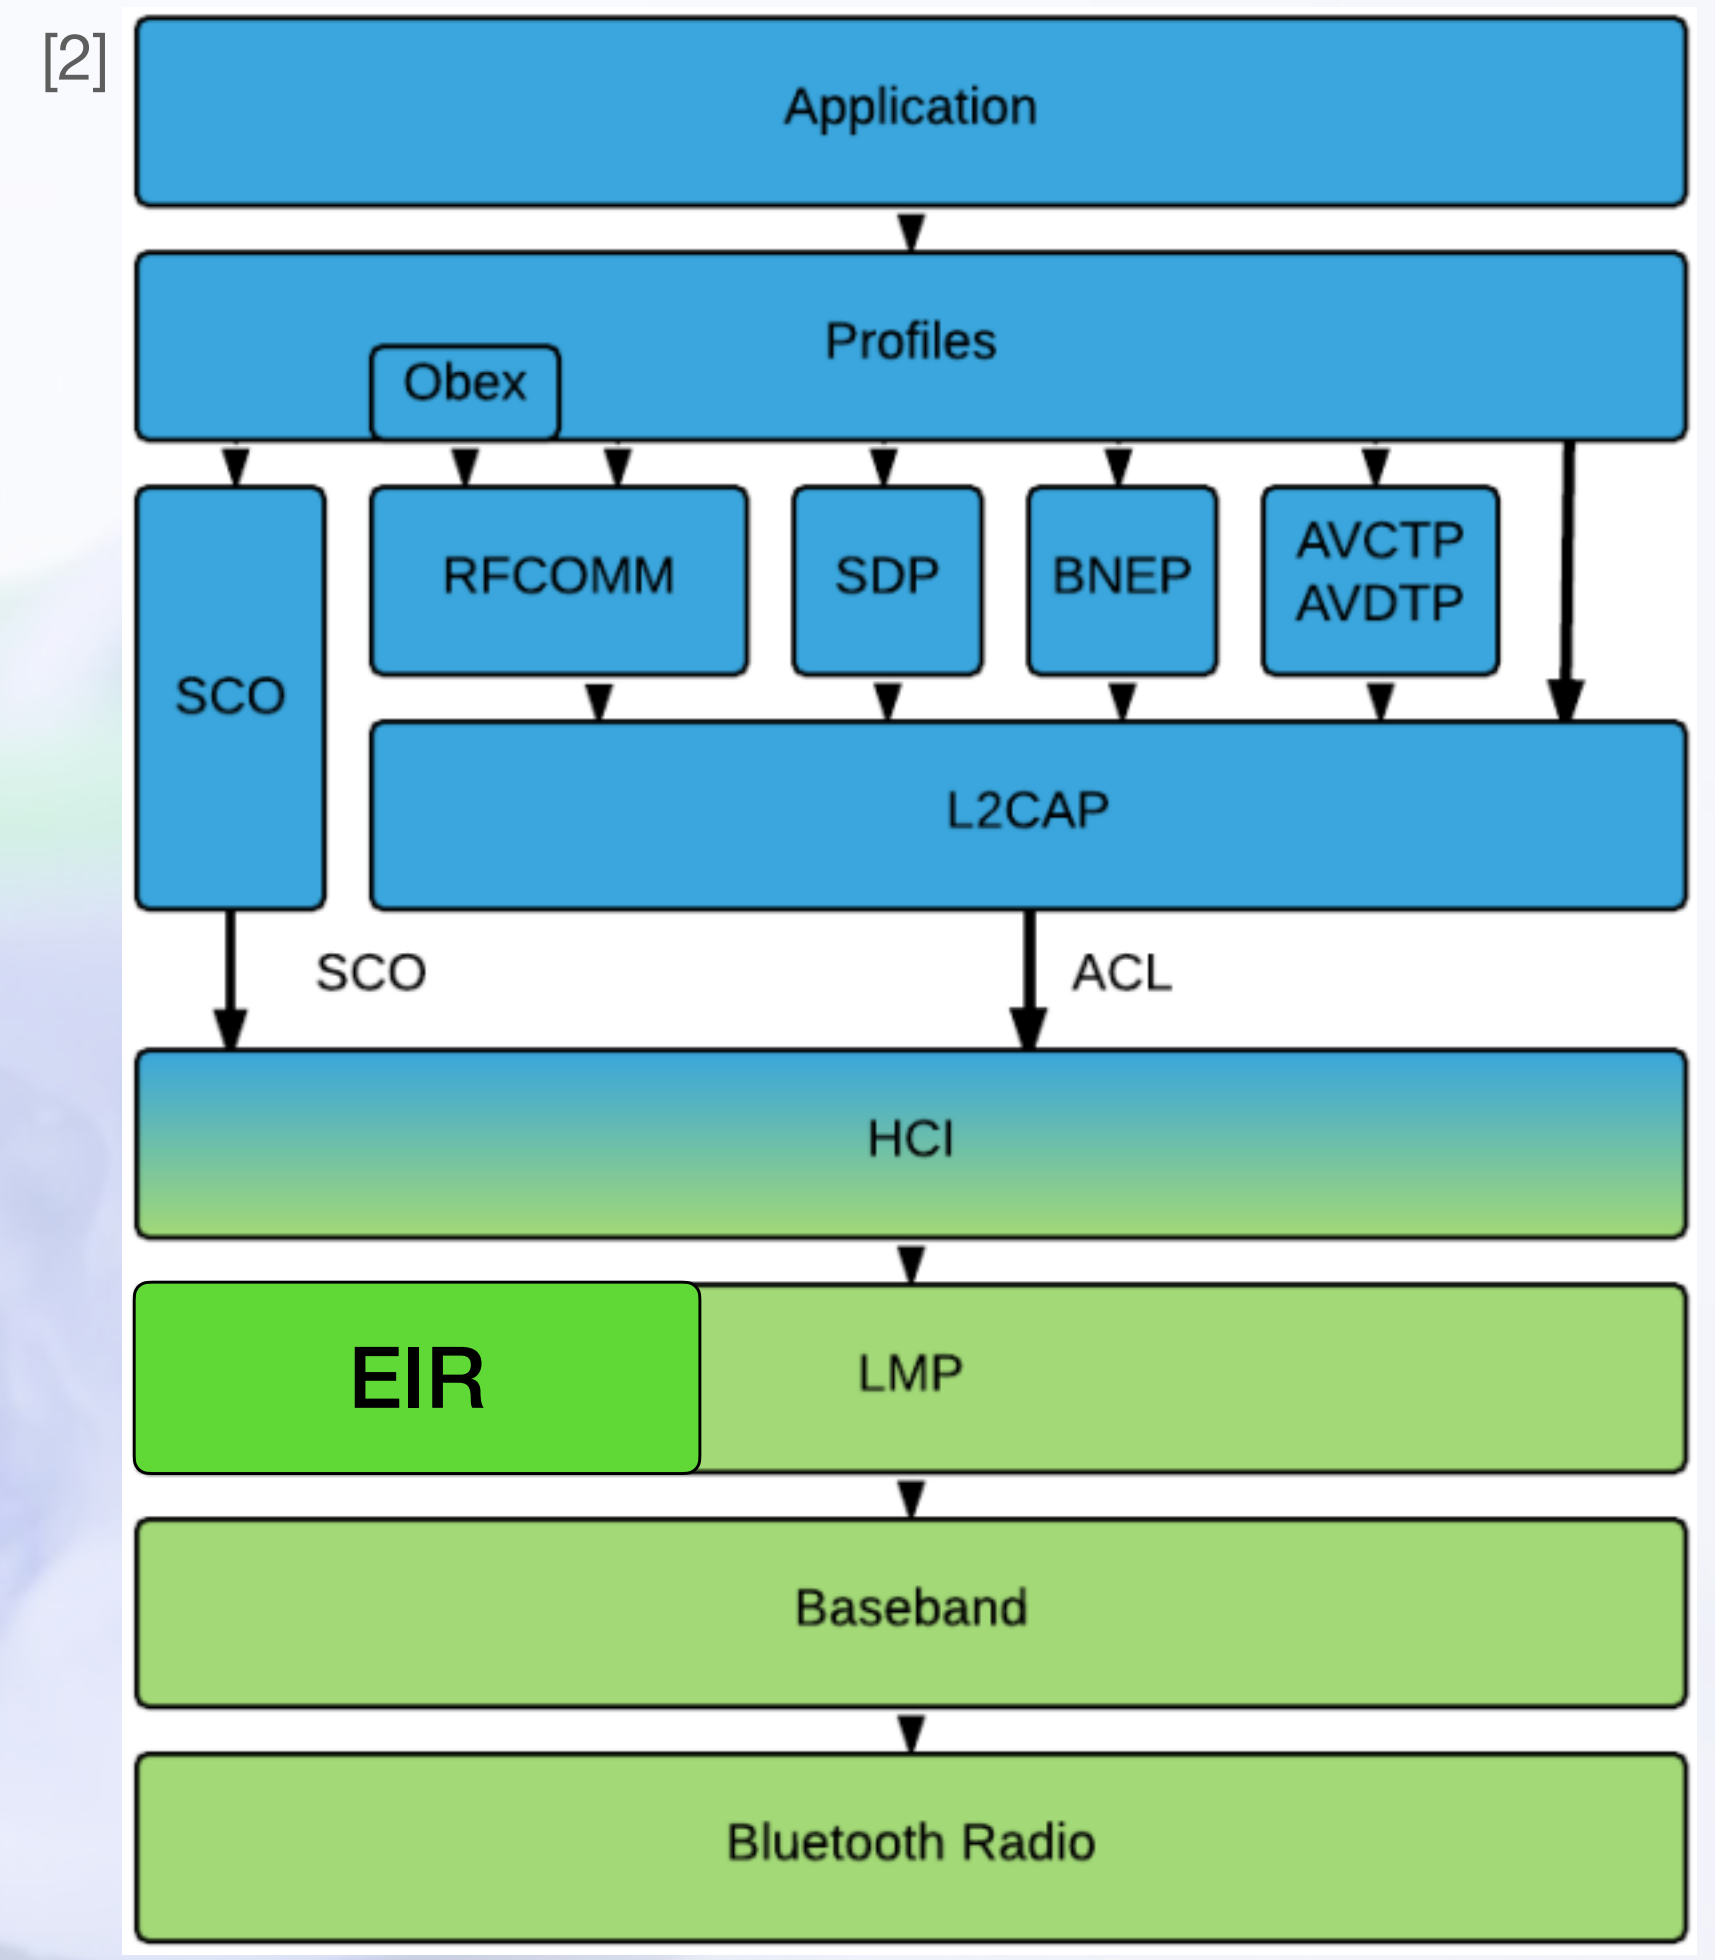 [2]
Application
Profiles
Obex
SCO
RFCOMM
SDP
BNEP
AVCTP
AVDTP
L2CAP
SCO
ACL
HCI
EIR
LMP
Baseband
Bluetooth Radio